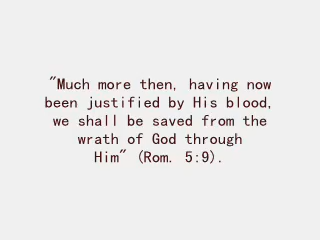 "Much more then, having now
been justified by His blood,
we shall be saved from the
wrath of God through
Him" (Rom. 5:9).